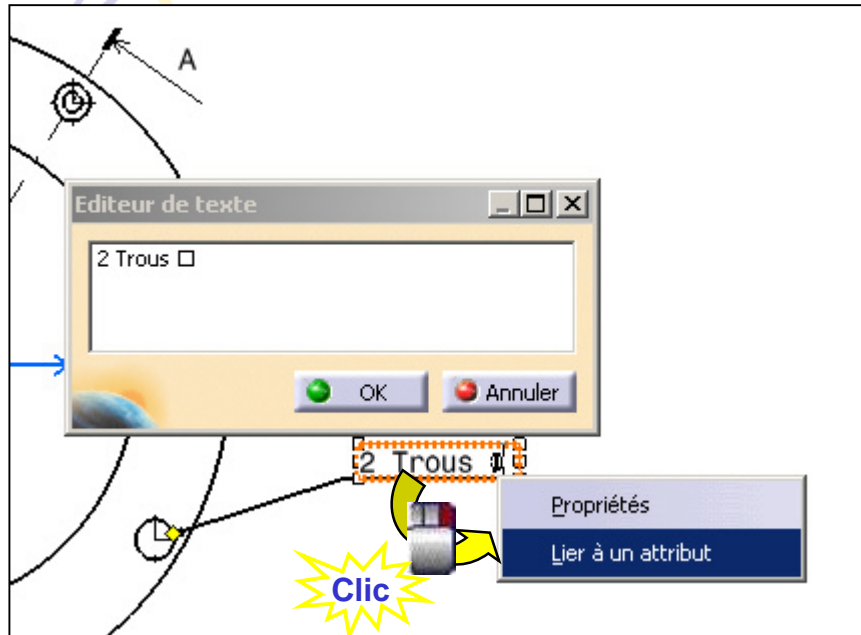 A
Editeur de texte
2 Trous □
OK
Annuler
2 Trous
Propriétés
Lier à un attribut
Clic